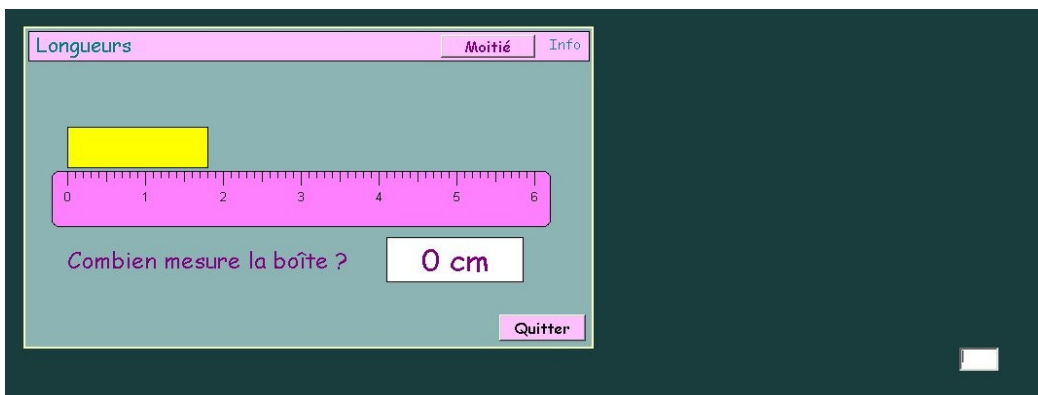 Longueurs Moitié Info
0 1 2 3 4 5 6
Combien mesure la boîte ? 0 cm
Quitter